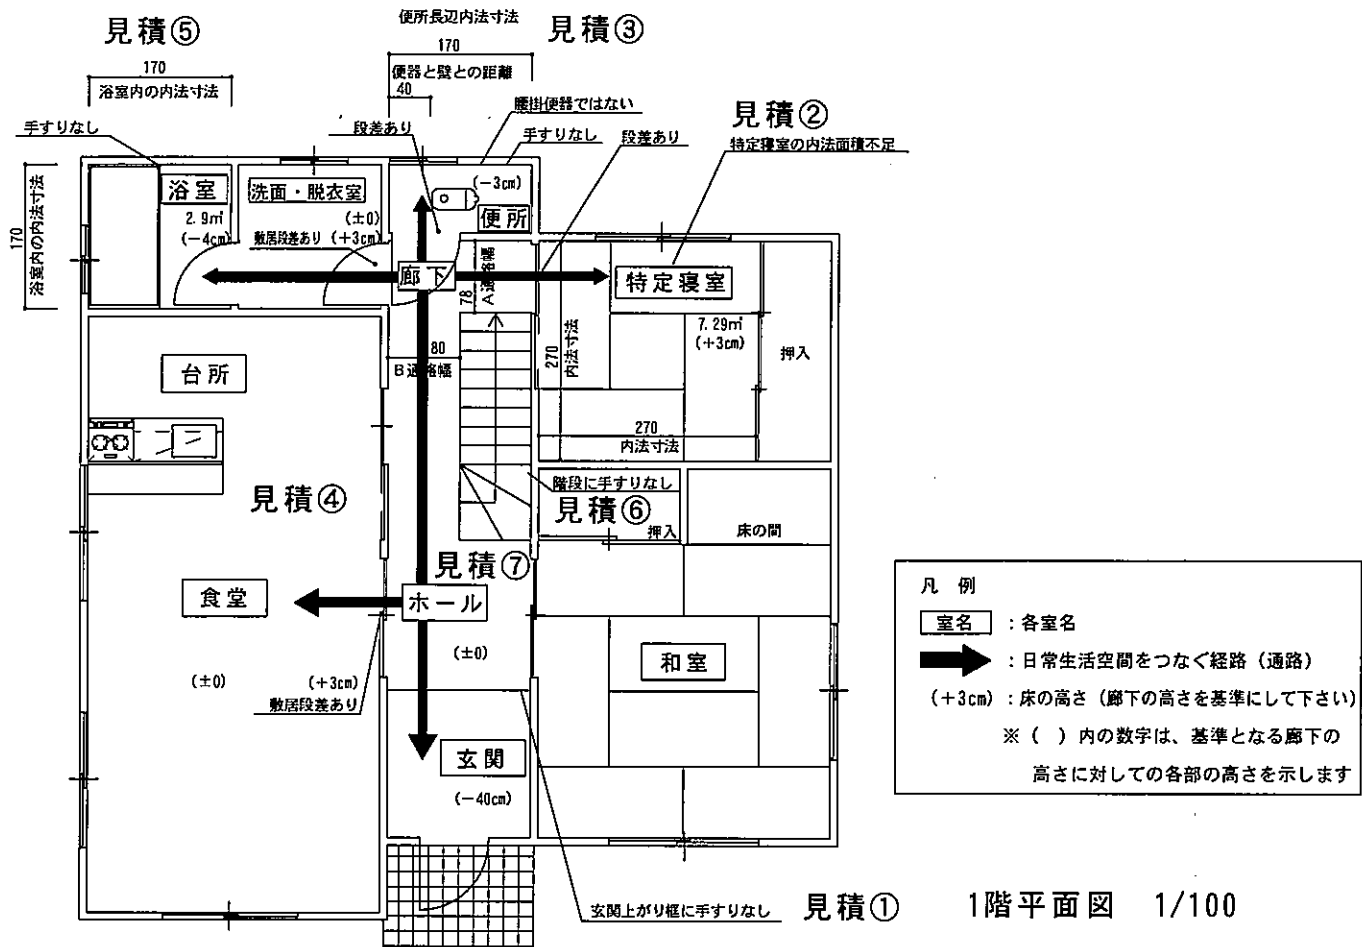 見積⑤
便所長辺内法寸法
見積③
170
浴室内の内法寸法
170
便器と壁との距離
40
腰掛便器ではない
見積②
手すりなし
段差あり
手すりなし
段差あり
特定寝室の内法面積不足
170
浴室内の内法寸法
浴室
2.9㎡
(-4cm)
洗面・脱衣室
(±0)
敷居段差あり
(+3cm)
(-3cm)
便所
廊下
78
A通路幅
特定寝室
7.29㎡
(+3cm)
押入
80
B通路幅
270
内法寸法
270
内法寸法
台所
見積④
階段に手すりなし
見積⑥
押入
床の間
見積⑦
食堂
ホール
(±0)
(±0)
(+3cm)
敷居段差あり
和室
玄関
(-40cm)
玄関上がり框に手すりなし
見積①
1階平面図 1/100
凡 例
室名 :各室名
:日常生活空間をつなぐ経路(通路)
(+3cm) :床の高さ(廊下の高さを基準にして下さい)
※( )内の数字は、基準となる廊下の
高さに対しての各部の高さを示します